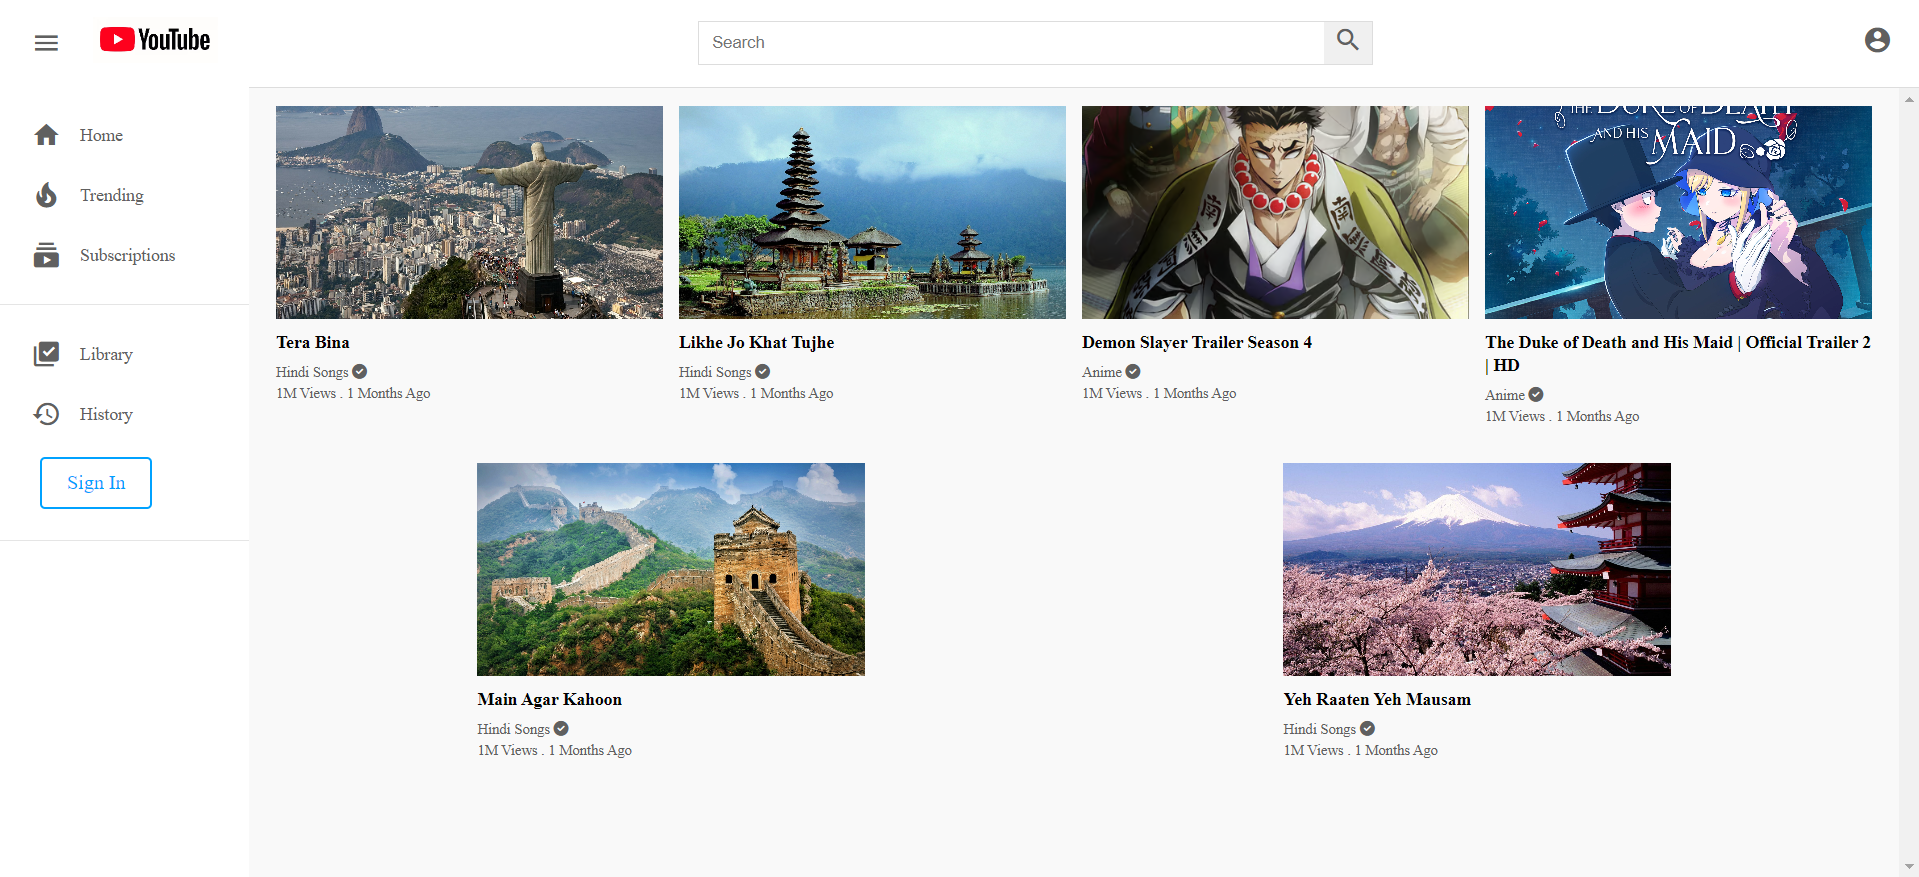 YouTube
Search
Home
Trending
Subscriptions
Library
History
Sign In
THE DUKE OF DEATH
AND HIS MAID
Tera Bina
Hindi Songs
1M Views . 1 Months Ago
Likhe Jo Khat Tujhe
Hindi Songs
1M Views . 1 Months Ago
Demon Slayer Trailer Season 4
Anime
1M Views . 1 Months Ago
The Duke of Death and His Maid | Official Trailer 2
| HD
Anime
1M Views . 1 Months Ago
Main Agar Kahoon
Hindi Songs
1M Views . 1 Months Ago
Yeh Raaten Yeh Mausam
Hindi Songs
1M Views . 1 Months Ago